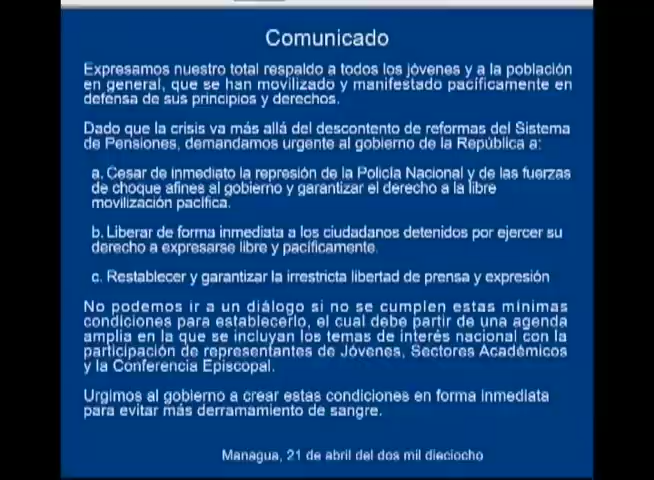 Comunicado
Expresamos nuestro total respaldo a todos los jóvenes y a la población
en general, que se han movilizado y manifestado pacíficamente en
defensa de sus principios y derechos.
Dado que la crisis va más allá del descontento de reformas del Sistema
de Pensiones, demandamos urgente al gobierno de la República a:
a. Cesar de inmediato la represión de la Policía Nacional y de las fuerzas
de choque afines al gobierno y garantizar el derecho a la libre
movilización pacífica.
b. Liberar de forma inmediata a los ciudadanos detenidos por ejercer su
derecho a expresarse libre y pacíficamente.
c. Restablecer y garantizar la irrestricta libertad de prensa y expresión
No podemos ir a un diálogo si no se cumplen estas mínimas
condiciones para establecerlo, el cual debe partir de una agenda
amplia en la que se incluyan los temas de interés nacional con la
participación de representantes de Jóvenes, Sectores Académicos
y la Conferencia Episcopal.
Urgimos al gobierno a crear estas condiciones en forma inmediata
para evitar más derramamiento de sangre.
Managua, 21 de abril del dos mil dieciocho